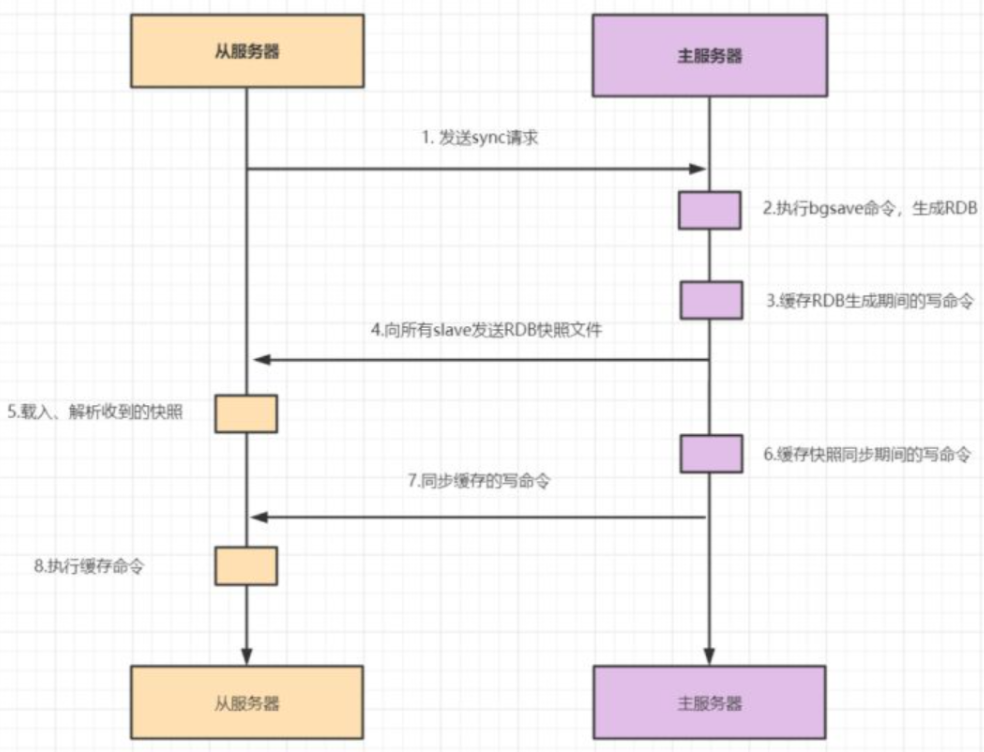 从服务器
主服务器
1. 发送sync请求
2.执行bgsave命令，生成RDB
3.缓存RDB生成期间的写命令
4.向所有slave发送RDB快照文件
5.载入、解析收到的快照
6.缓存快照同步期间的写命令
7.同步缓存的写命令
8.执行缓存命令
从服务器
主服务器